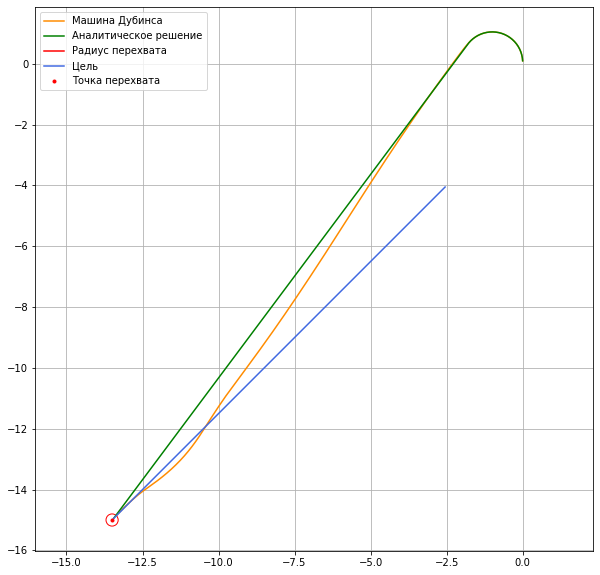 Машина Дубинса
Аналитическое решение
Радиус перехвата
Цель
Точка перехвата
0
−2
−4
−6
−8
−10
−12
−14
−16
−15.0 −12.5 −10.0 −7.5 −5.0 −2.5 0.0